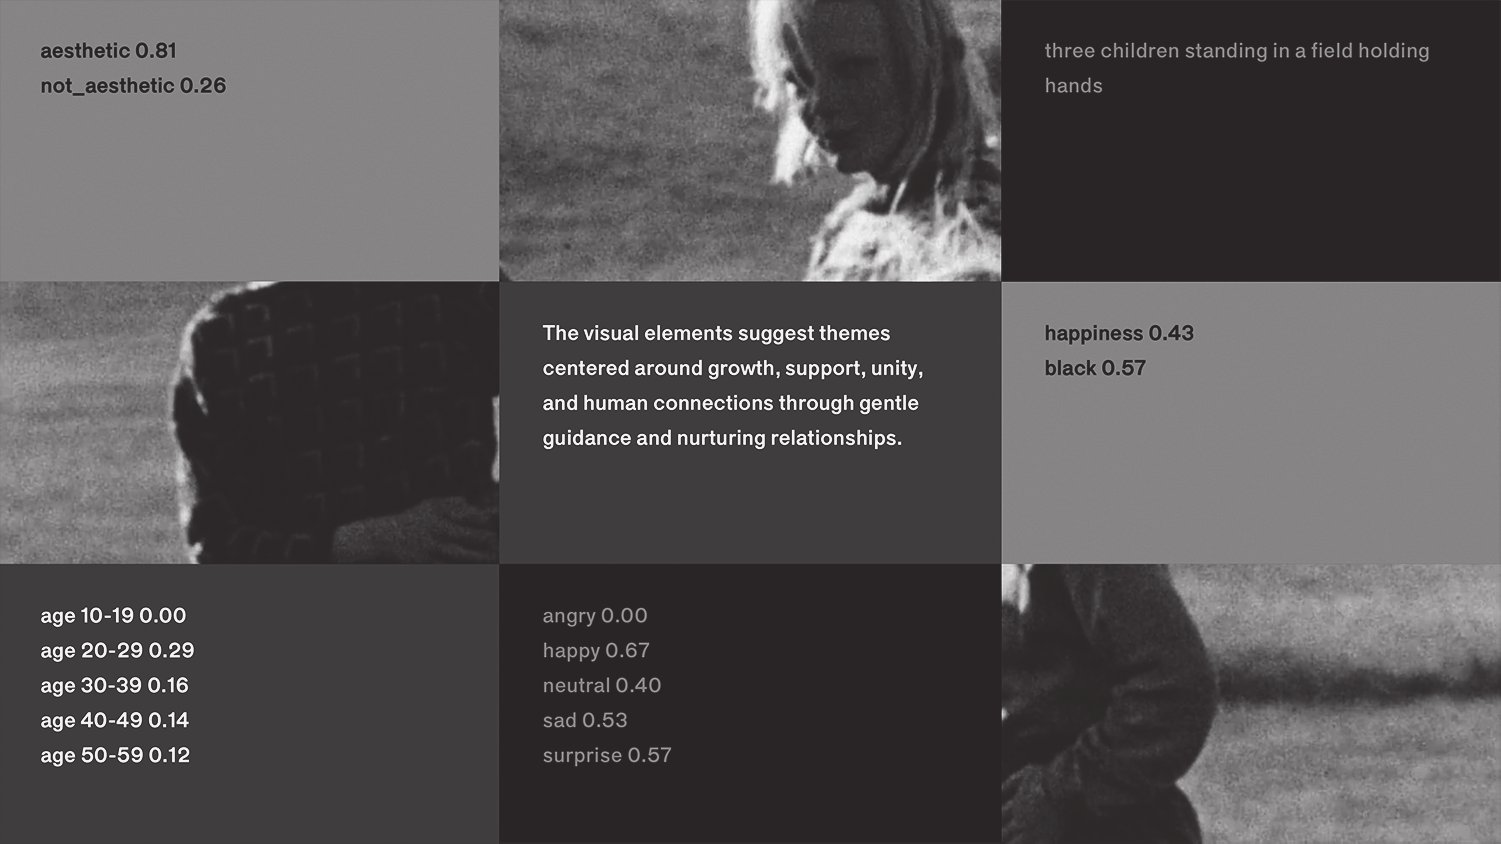 aesthetic 0.81
not_aesthetic 0.26
three children standing in a field holding
hands
The visual elements suggest themes
centered around growth, support, unity,
and human connections through gentle
guidance and nurturing relationships.
happiness 0.43
black 0.57
age 10-19 0.00
age 20-29 0.29
age 30-39 0.16
age 40-49 0.14
age 50-59 0.12
angry 0.00
happy 0.67
neutral 0.40
sad 0.53
surprise 0.57